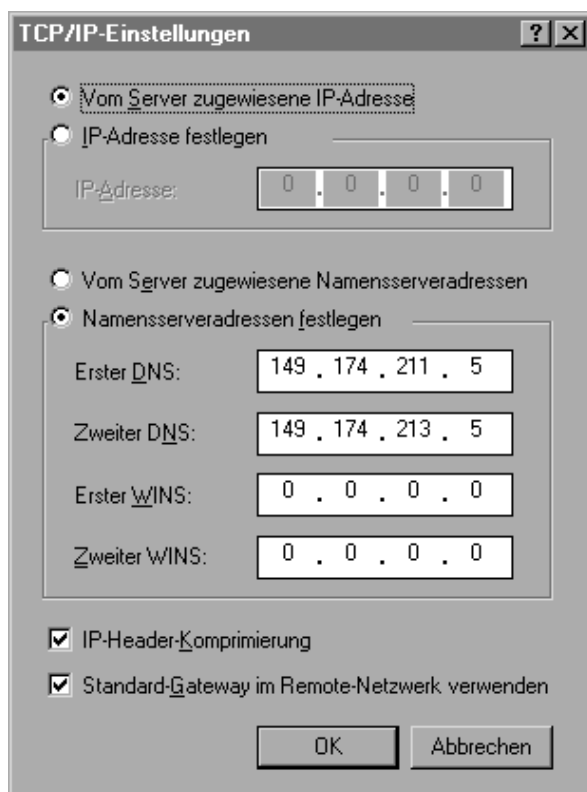 TCP/IP-Einstellungen
Vom Server zugewiesene IP-Adresse
IP-Adresse festlegen
IP-Adresse: 0 . 0 . 0 . 0
Vom Server zugewiesene Namensserveradressen
Namensserveradressen festlegen
Erster DNS: 149 . 174 . 211 . 5
Zweiter DNS: 149 . 174 . 213 . 5
Erster WINS: 0 . 0 . 0 . 0
Zweiter WINS: 0 . 0 . 0 . 0
IP-Header-Komprimierung
Standard-Gateway im Remote-Netzwerk verwenden
OK Abbrechen